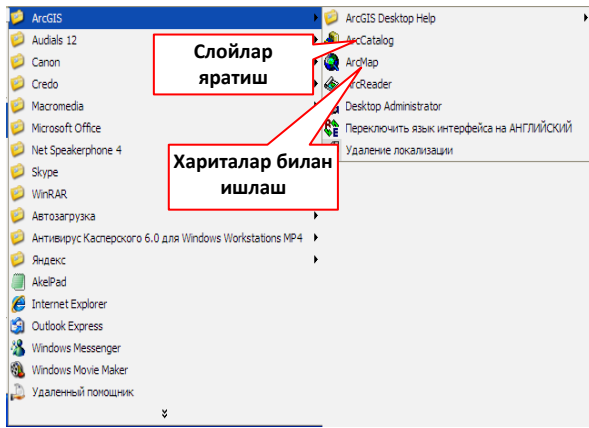 ArcGIS
Audials 12
Canon
Credo
Macromedia
Microsoft Office
Net Speakerphone 4
Skype
WinRAR
Автозагрузка
Антивирус Касперского 6.0 для Windows Workstations MP4
Яндекс
AkelPad
Internet Explorer
Outlook Express
Windows Messenger
Windows Movie Maker
Удаленный помощник
ArcGIS Desktop Help
ArcCatalog
ArcMap
ArcReader
Desktop Administrator
Переключить язык интерфейса на АНГЛИЙСКИЙ
Удаление локализации
Слойлар
яратиш
Хариталар билан
ишлаш